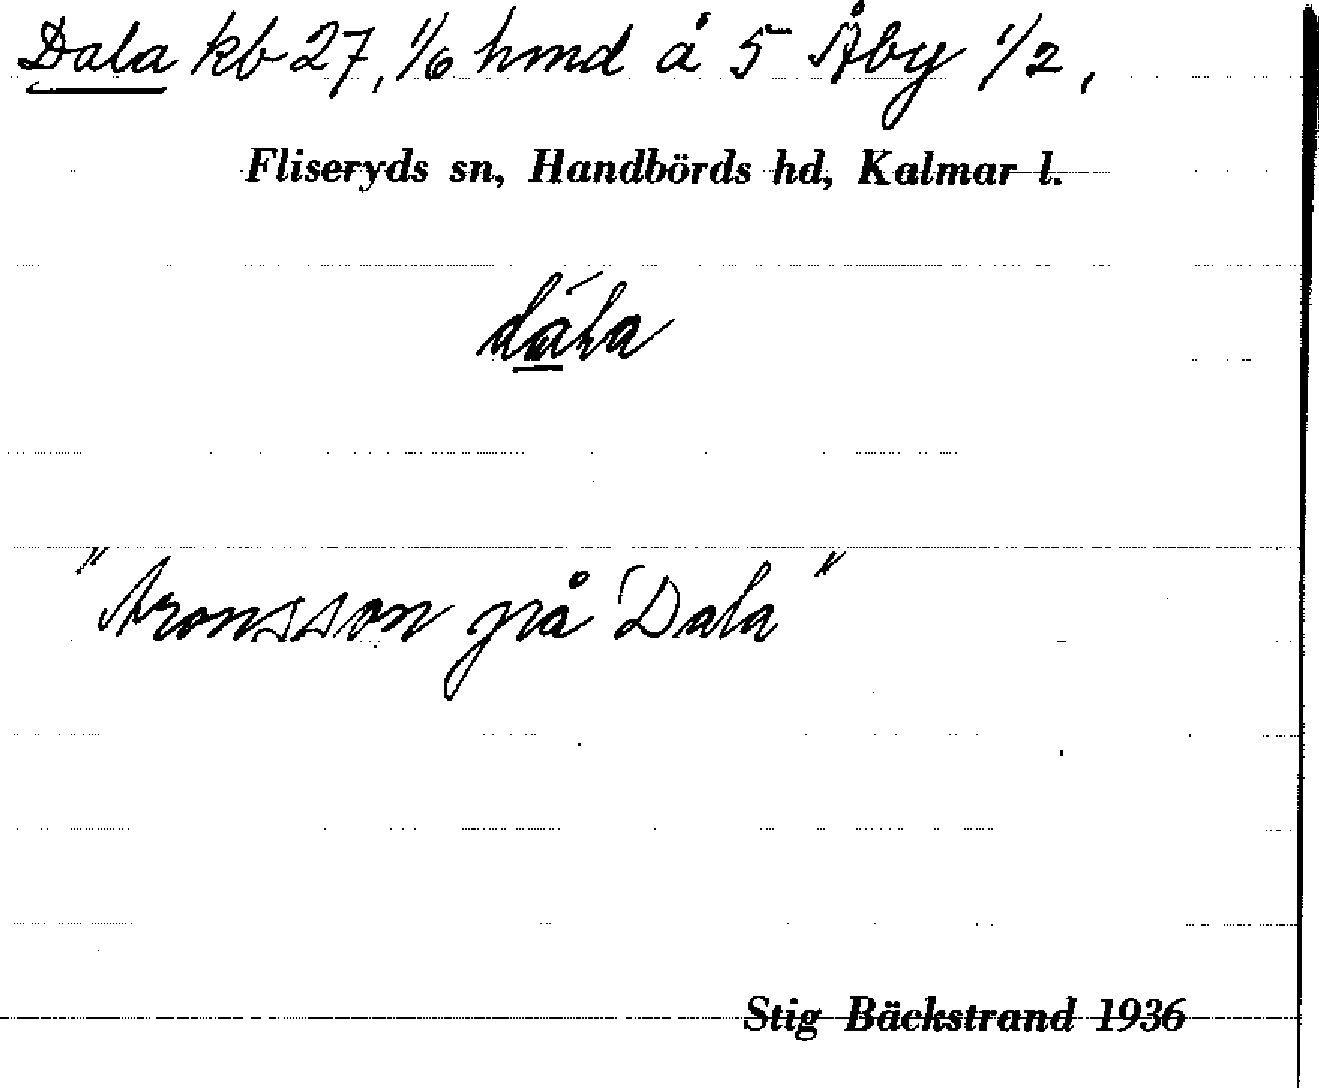 Dala kb 27, 1/6 hmd å 5 Åby 1/2,
Fliseryds sn, Handbörds hd, Kalmar l.
dála
"Aronsson på Dala"
Stig Bäckstrand 1936